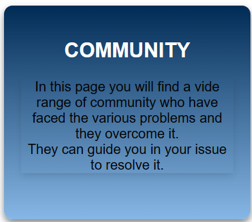 COMMUNITY
In this page you will find a vide
range of community who have
faced the various problems and
they overcome it.
They can guide you in your issue
to resolve it.